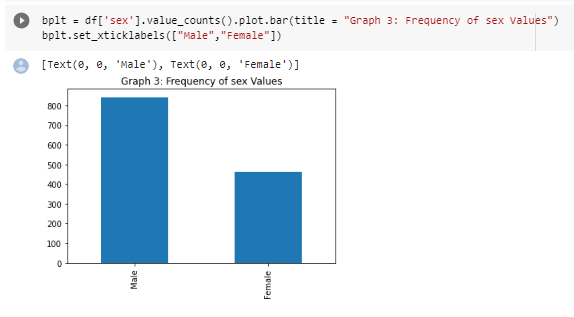 bplt = df['sex'].value_counts().plot.bar(title = "Graph 3: Frequency of sex Values")
bplt.set_xticklabels(["Male","Female"])
[Text(0, 0, 'Male'), Text(0, 0, 'Female')]
Graph 3: Frequency of sex Values
800
700
600
500
400
300
200
100
0
Male
Female